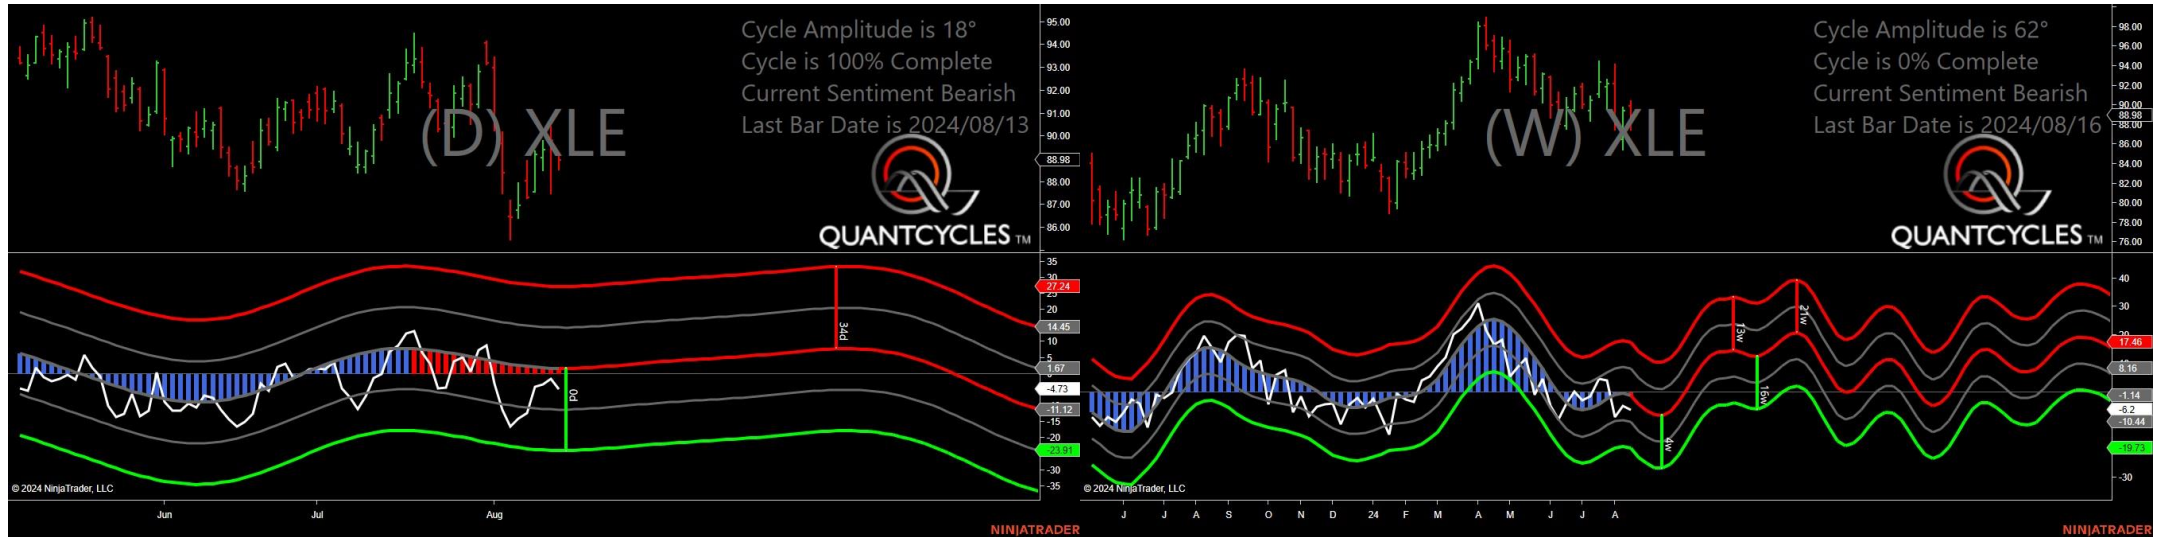 Cycle Amplitude is 18°
Cycle is 100% Complete
Current Sentiment Bearish
Last Bar Date is 2024/08/13
(D) XLE
QUANTCYCLES TM
95.00
94.00
93.00
92.00
91.00
90.00
88.98
88.00
87.00
86.00
35
30
27.24
25
20
14.45
10
5
1.67
-4.73
-11.12
-15
-20
-23.91
-30
-35
34d
0d
© 2024 NinjaTrader, LLC
Jun
Jul
Aug
NINJATRADER
Cycle Amplitude is 62°
Cycle is 0% Complete
Current Sentiment Bearish
Last Bar Date is 2024/08/16
(W) XLE
QUANTCYCLES TM
98.00
96.00
94.00
92.00
90.00
88.98
88.00
86.00
84.00
82.00
80.00
78.00
76.00
40
30
20
17.46
8.16
-1.14
-6.2
-10.44
-19.73
-30
13w
21w
16w
4w
© 2024 NinjaTrader, LLC
J
J
A
S
O
N
D
24
F
M
A
M
J
J
A
NINJATRADER